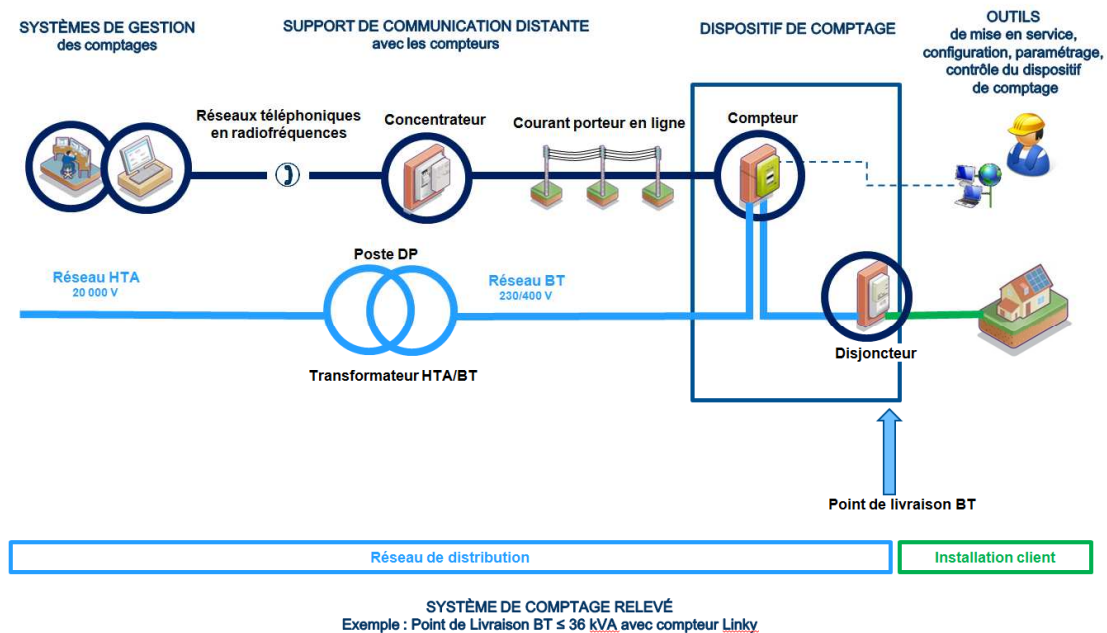 SYSTÈMES DE GESTION
des comptages
SUPPORT DE COMMUNICATION DISTANTE
avec les compteurs
DISPOSITIF DE COMPTAGE
OUTILS
de mise en service,
configuration, paramétrage,
contrôle du dispositif
de comptage
Réseaux téléphoniques
en radiofréquences
Concentrateur
Courant porteur en ligne
Compteur
Poste DP
Réseau HTA
20 000 V
Réseau BT
230/400 V
Transformateur HTA/BT
Disjoncteur
Point de livraison BT
Réseau de distribution
Installation client
SYSTÈME DE COMPTAGE RELEVÉ
Exemple : Point de Livraison BT ≤ 36 kVA avec compteur Linky